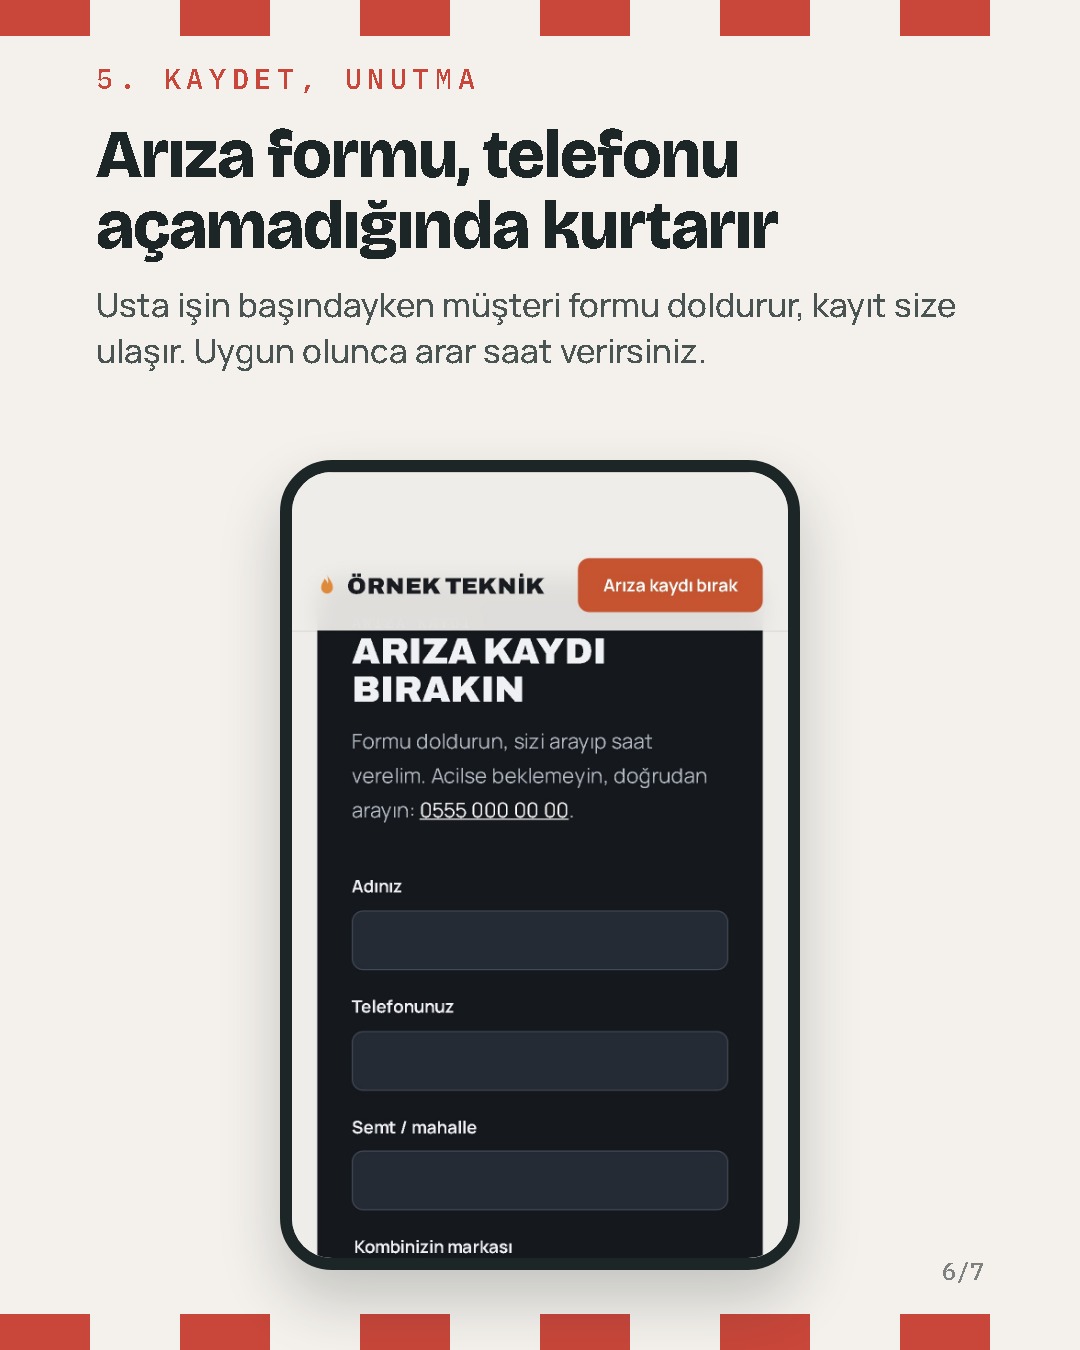 5. KAYDET, UNUTMA
Arıza formu, telefonu
açamadığında kurtarır
Usta işin başındayken müşteri formu doldurur, kayıt size
ulaşır. Uygun olunca arar saat verirsiniz.
ÖRNEK TEKNİK
Arıza kaydı bırak
ARIZA KAYDI
BIRAKIN
Formu doldurun, sizi arayıp saat
verelim. Acilse beklemeyin, doğrudan
arayın: 0555 000 00 00.
Adınız
Telefonunuz
Semt / mahalle
Kombinizin markası
6/7